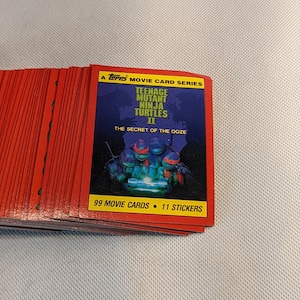 A Topps MOVIE CARD SERIES
TEENAGE
MUTANT
NINJA
TURTLES
II
THE SECRET OF THE OOZE
99 MOVIE CARDS • 11 STICKERS